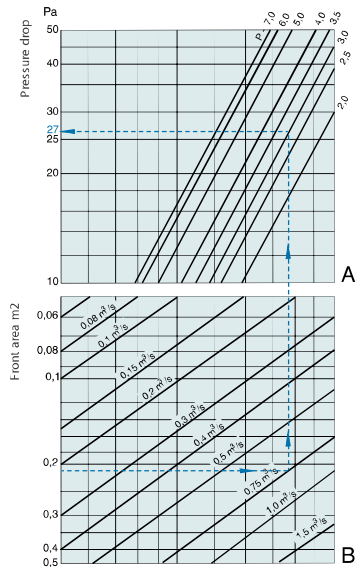 Pa
Pressure drop
P
7,0
6,0
5,0
4,0
3,5
3,0
2,5
2,0
50
40
30
27
25
20
10
A
Front area m2
0,06
0,08
0,1
0,2
0,3
0,4
0,5
0,08 m³/s
0,1 m³/s
0,15 m³/s
0,2 m³/s
0,3 m³/s
0,4 m³/s
0,5 m³/s
0,75 m³/s
1,0 m³/s
1,5 m³/s
B